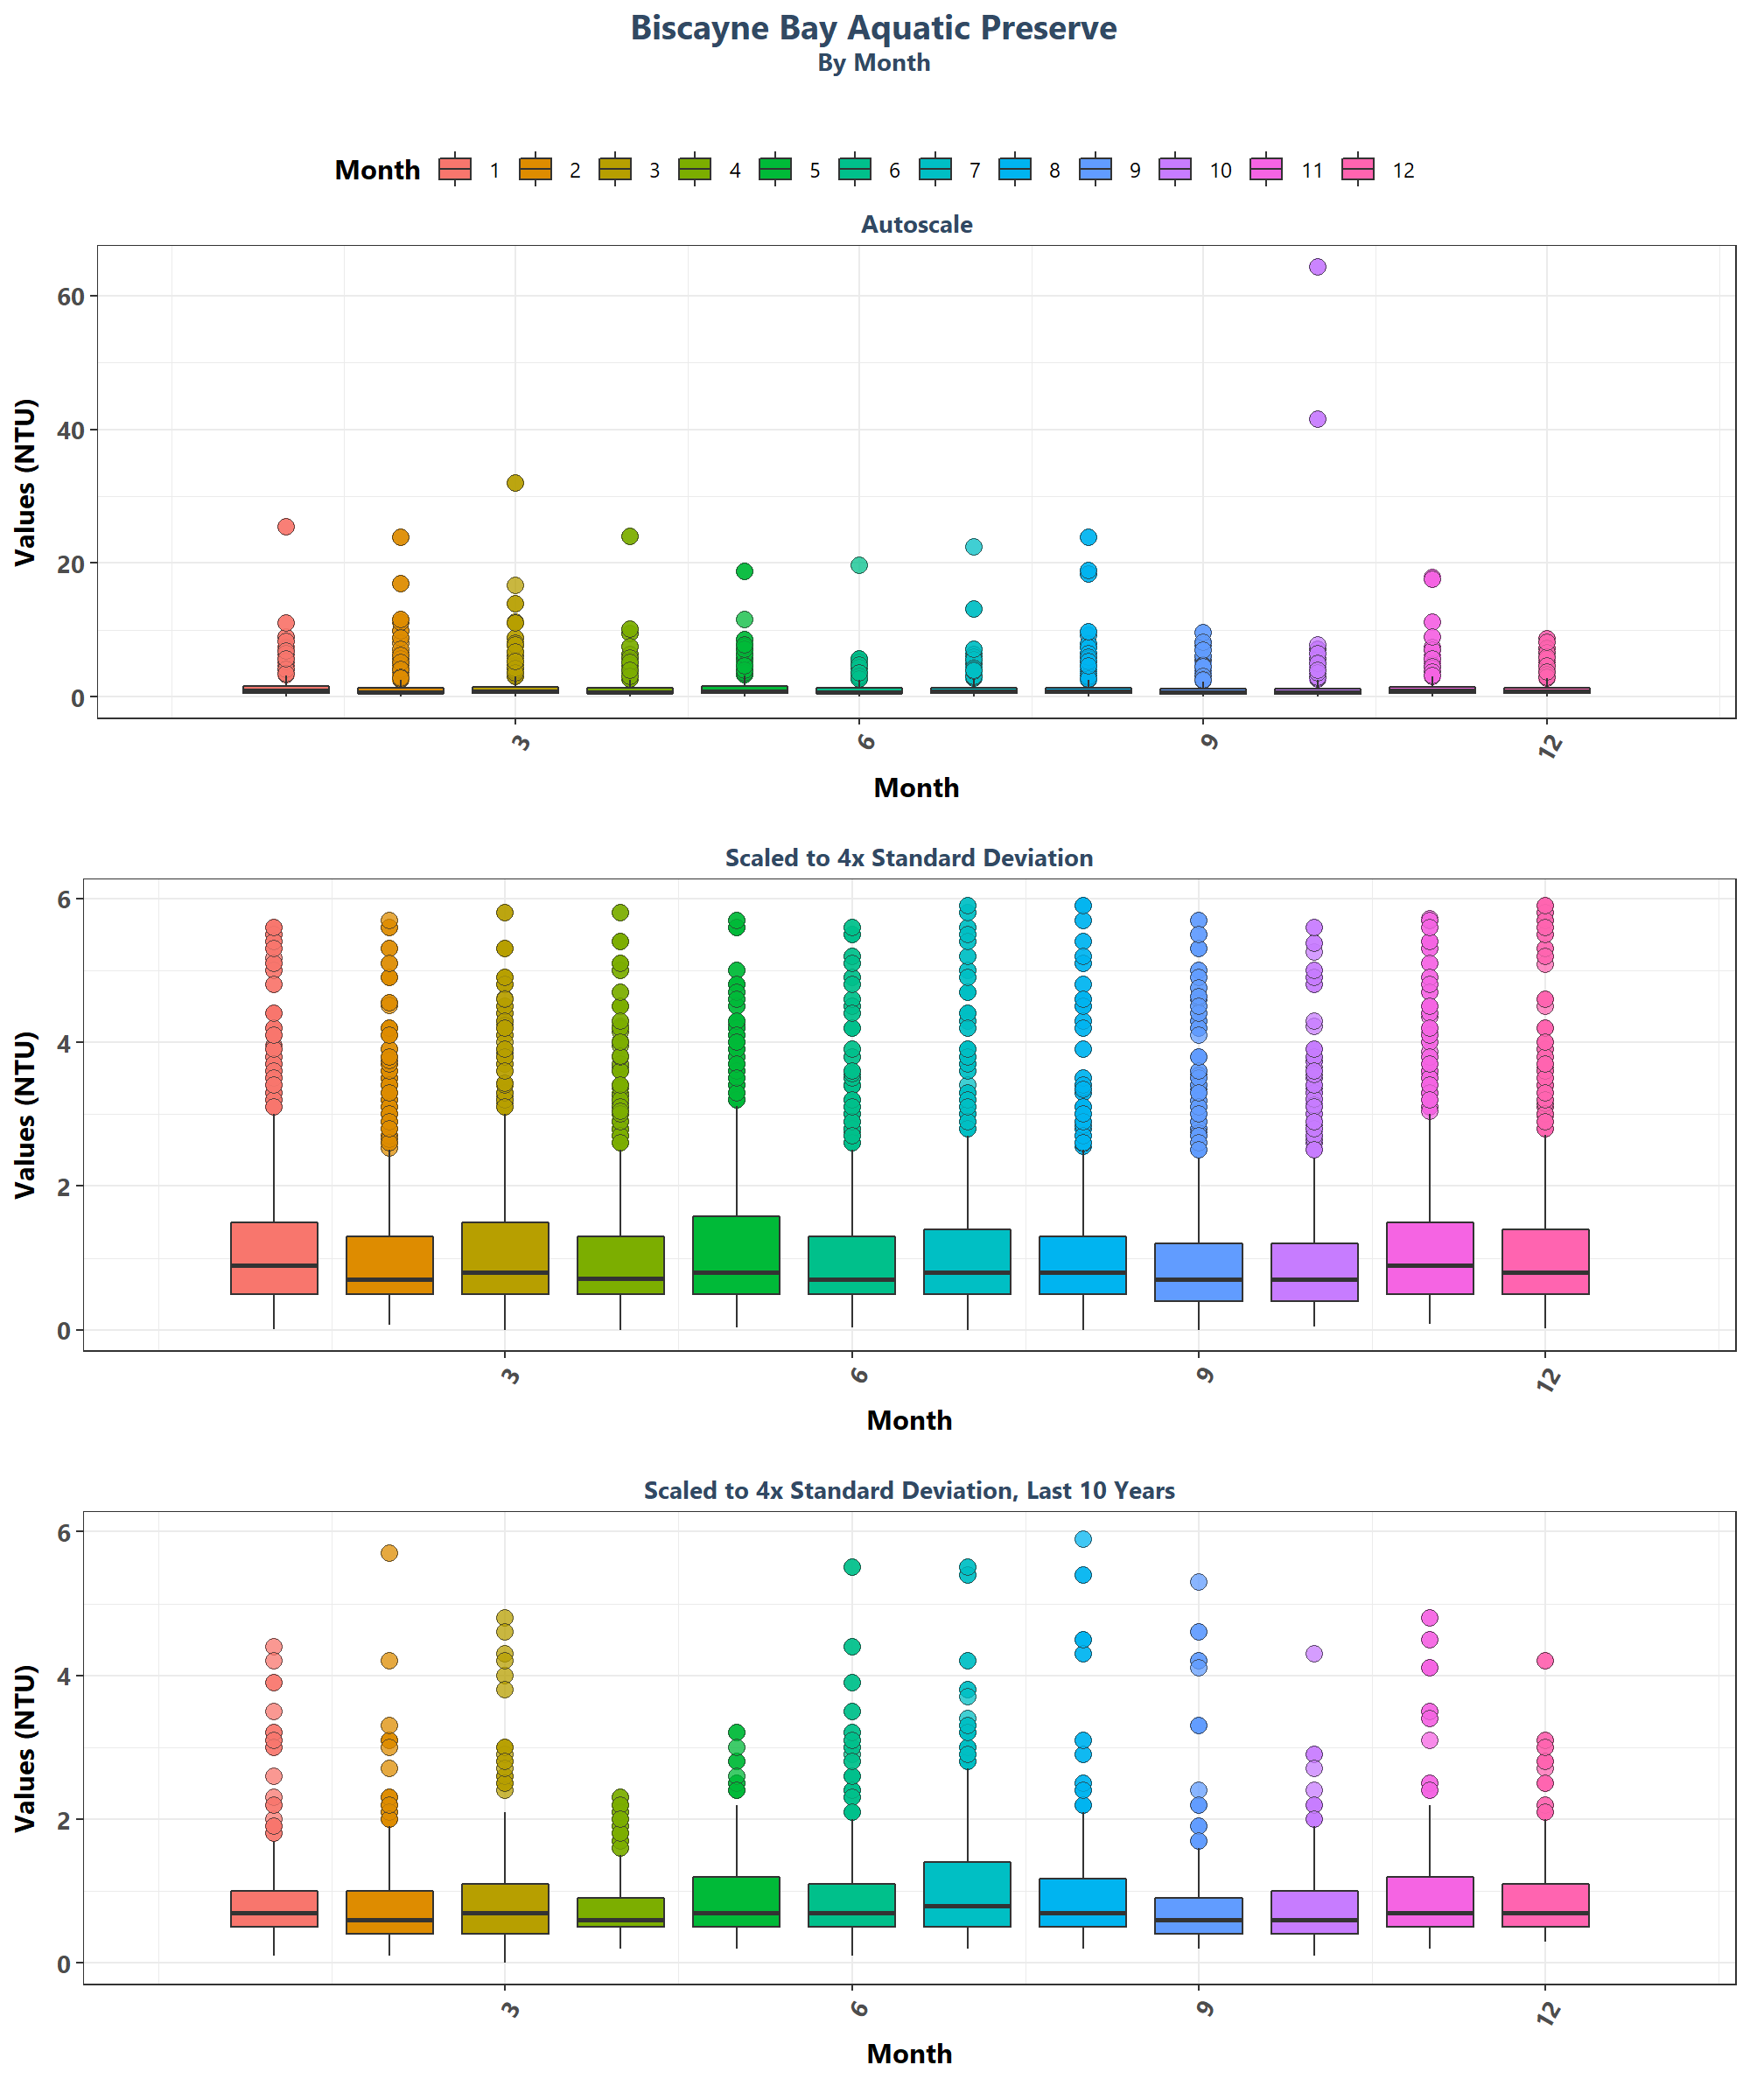 Biscayne Bay Aquatic Preserve
By Month
Month 1 2 3 4 5 6 7 8 9 10 11 12
Autoscale
Values (NTU)
60
40
20
0
3 6 9 12
Month
Scaled to 4x Standard Deviation
Values (NTU)
6
4
2
0
3 6 9 12
Month
Scaled to 4x Standard Deviation, Last 10 Years
Values (NTU)
6
4
2
0
3 6 9 12
Month